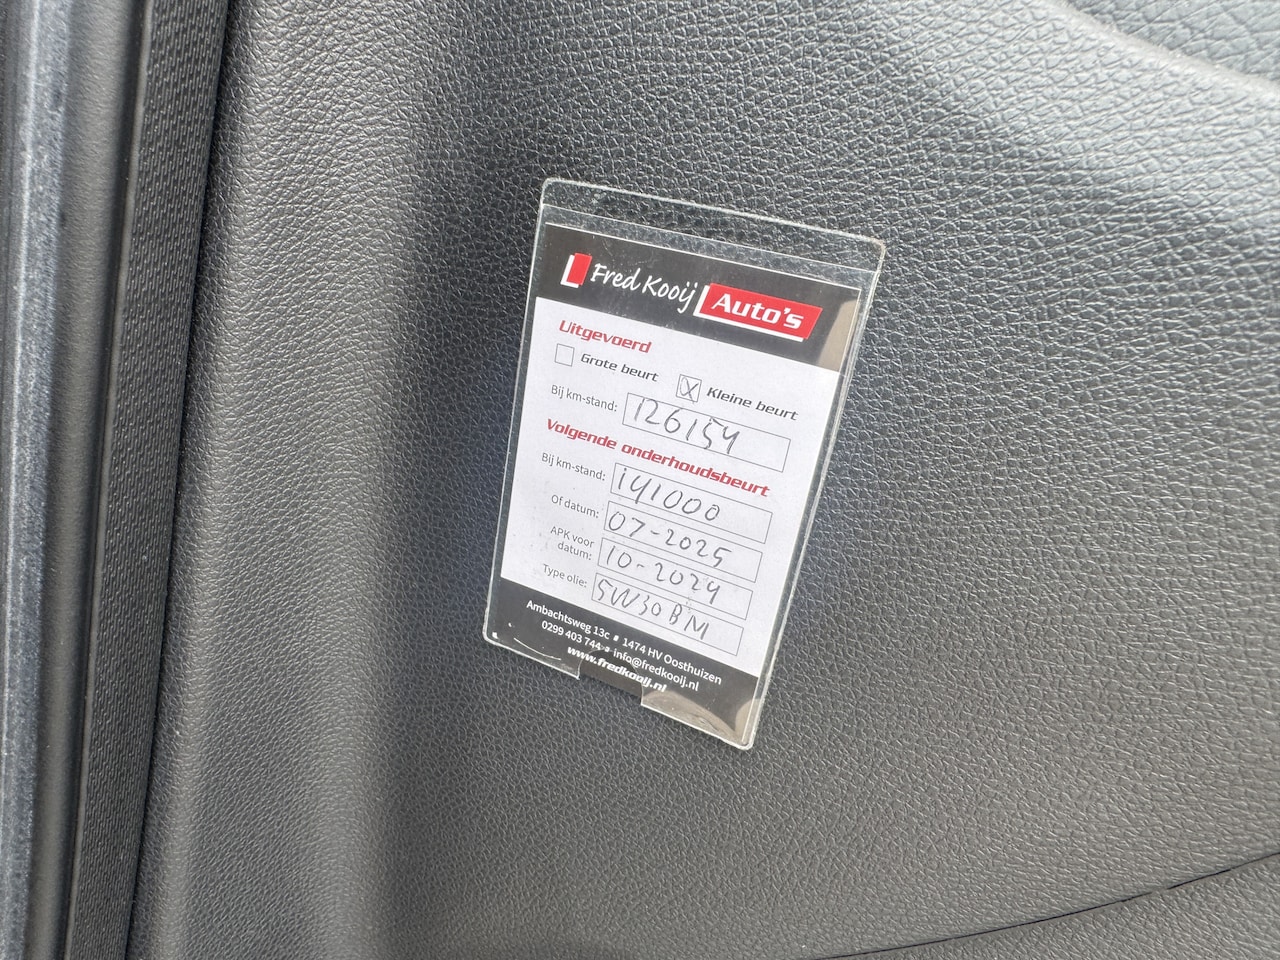 Fred Kooij Auto's
Uitgevoerd
Grote beurt
X Kleine beurt
Bij km-stand: 126154
Volgende onderhoudsbeurt
Bij km-stand: 141000
Of datum: 07-2025
APK voor
datum: 10-2024
Type olie: 5W30 BM
Ambachtsweg 13c ▪ 1474 HV Oosthuizen
0299 403 744 ▪ info@fredkooij.nl
www.fredkooij.nl